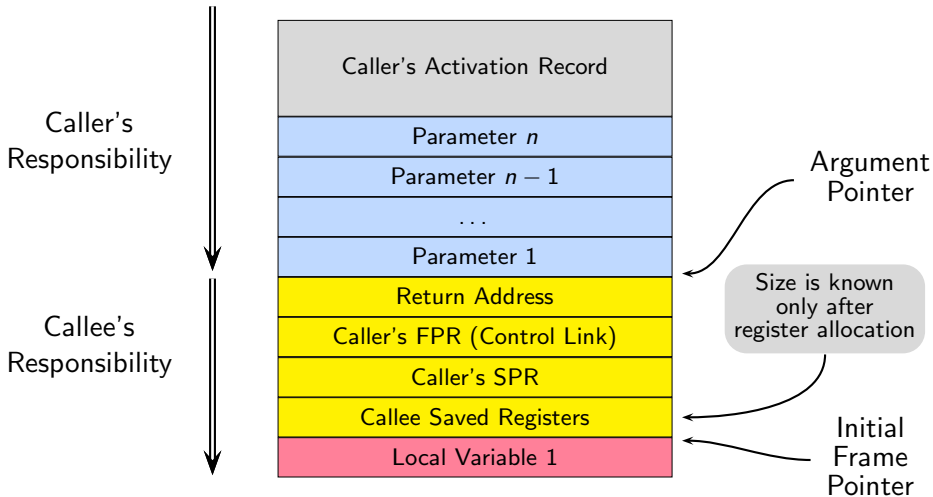 Caller's Activation Record
Caller's
Responsibility
Parameter n
Parameter n − 1
. . .
Parameter 1
Argument
Pointer
Return Address
Caller's FPR (Control Link)
Caller's SPR
Callee Saved Registers
Local Variable 1
Callee's
Responsibility
Size is known
only after
register allocation
Initial
Frame
Pointer